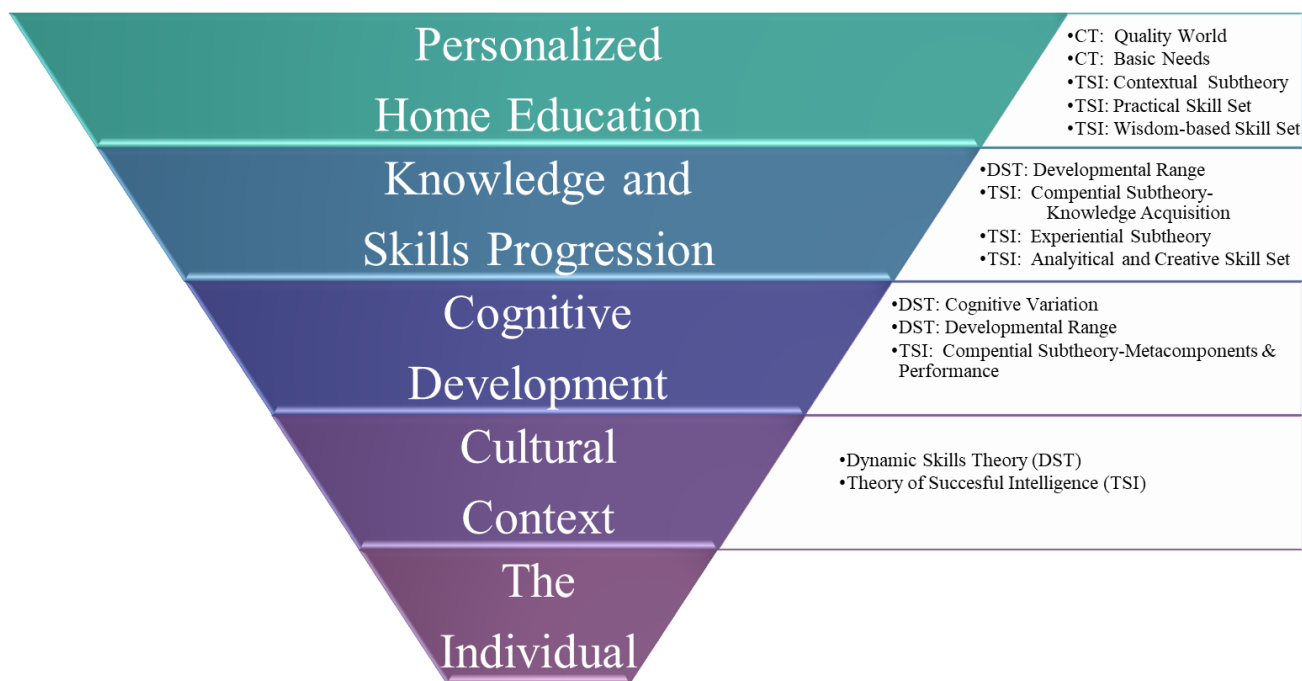 Personalized
Home Education
•CT:  Quality World
•CT:  Basic Needs
•TSI: Contextual  Subtheory
•TSI: Practical Skill Set
•TSI: Wisdom-based Skill Set
Knowledge and
Skills Progression
•DST: Developmental Range
•TSI:  Compential Subtheory-
Knowledge Acquisition
•TSI:  Experiential Subtheory
•TSI:  Analyitical and Creative Skill Set
Cognitive
Development
•DST: Cognitive Variation
•DST: Developmental Range
•TSI:  Compential Subtheory-Metacomponents &
Performance
Cultural
Context
•Dynamic Skills Theory (DST)
•Theory of Succesful Intelligence (TSI)
The
Individual